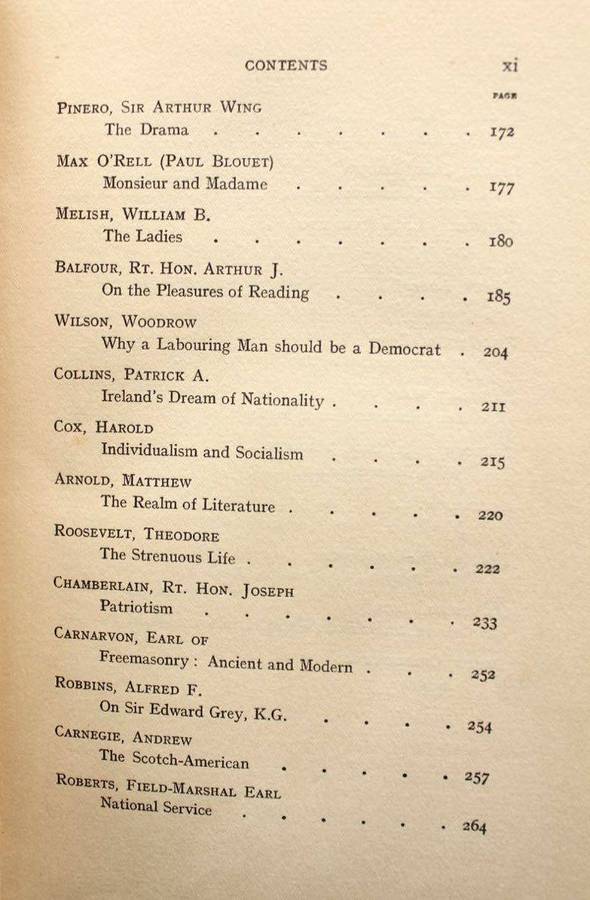 CONTENTS xi
PAGE
PINERO, SIR ARTHUR WING
The Drama . . . . . . . 172
MAX O'RELL (PAUL BLOUET)
Monsieur and Madame . . . . . 177
MELISH, WILLIAM B.
The Ladies . . . . . . . 180
BALFOUR, RT. HON. ARTHUR J.
On the Pleasures of Reading . . . . 185
WILSON, WOODROW
Why a Labouring Man should be a Democrat . 204
COLLINS, PATRICK A.
Ireland's Dream of Nationality . . . . 211
COX, HAROLD
Individualism and Socialism . . . . 215
ARNOLD, MATTHEW
The Realm of Literature . . . . . 220
ROOSEVELT, THEODORE
The Strenuous Life . . . . . . 222
CHAMBERLAIN, RT. HON. JOSEPH
Patriotism . . . . . . . 233
CARNARVON, EARL OF
Freemasonry : Ancient and Modern . . . 252
ROBBINS, ALFRED F.
On Sir Edward Grey, K.G. . . . . 254
CARNEGIE, ANDREW
The Scotch-American . . . . . 257
ROBERTS, FIELD-MARSHAL EARL
National Service . . . . . . 264